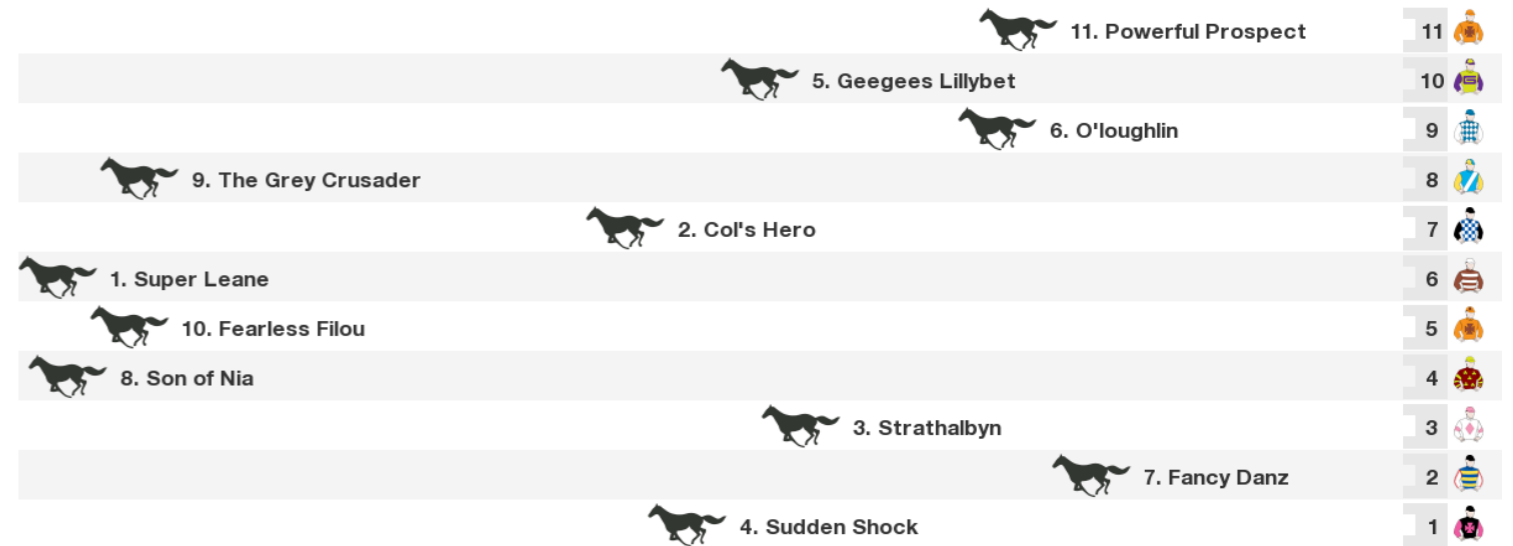 11. Powerful Prospect 11
5. Geegees Lillybet 10 G
6. O'loughlin 9
9. The Grey Crusader 8
2. Col's Hero 7
1. Super Leane 6
10. Fearless Filou 5
8. Son of Nia 4
3. Strathalbyn 3
7. Fancy Danz 2
4. Sudden Shock 1